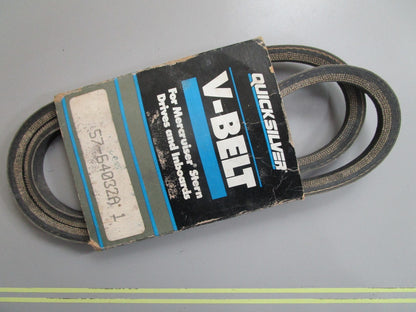 QUICKSILVER
V-BELT
For Mercruiser® Stern
Drives and Inboards
57-64032A 1